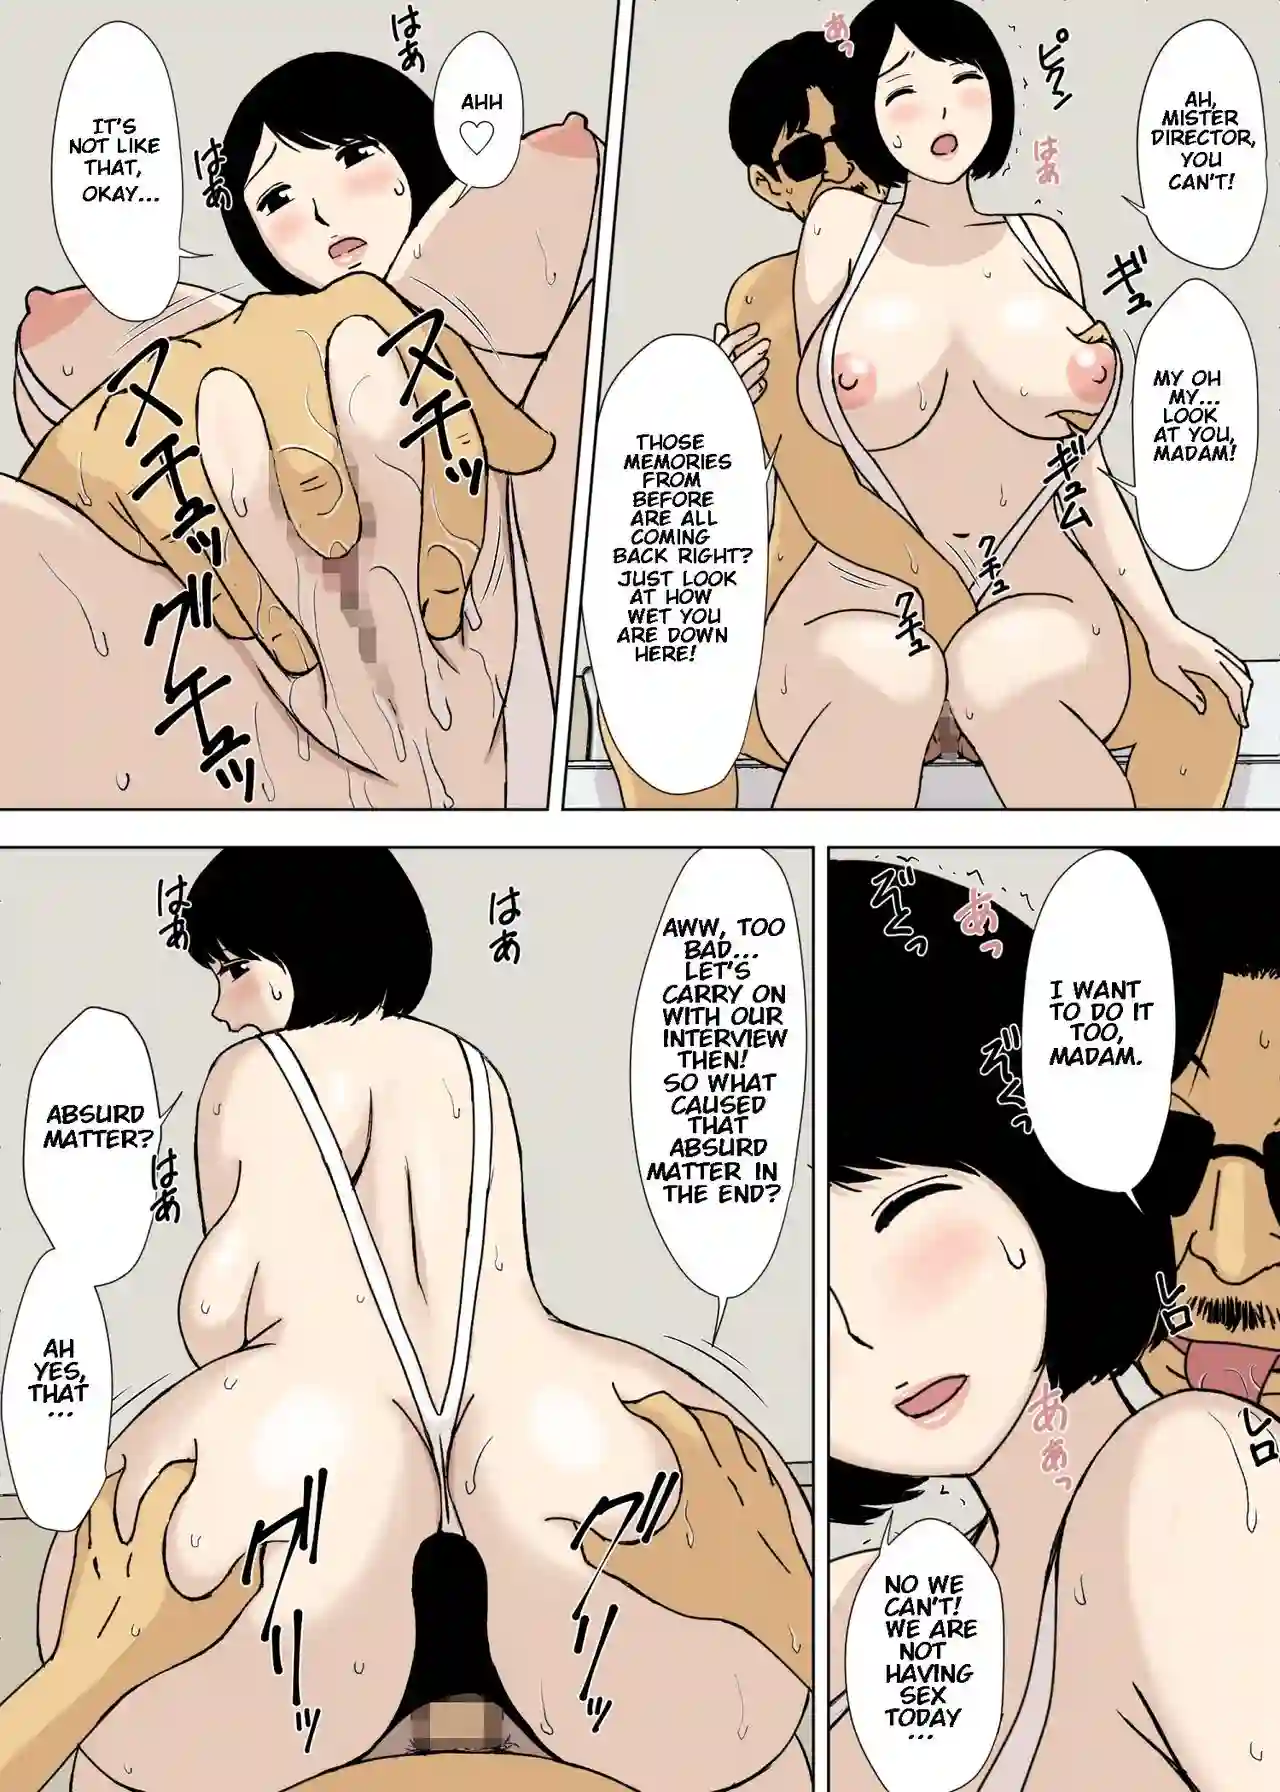 あっ
ピクン
AH,
MISTER
DIRECTOR,
YOU
CAN'T!
はぁ
ギュ
MY OH
MY...
LOOK
AT YOU,
MADAM!
ギュム
クチュ
クチュ
THOSE
MEMORIES
FROM
BEFORE
ARE ALL
COMING
BACK RIGHT?
JUST LOOK
AT HOW
WET YOU
ARE DOWN
HERE!
はぁ
AHH
♡
IT'S
NOT LIKE
THAT,
OKAY...
はぁ
ヌチッ
ヌチュッ
グチュッ
ぞくっ
あっ
I WANT
TO DO IT
TOO,
MADAM.
ぞくっ
レロ
あぁっ
レロ
NO WE
CAN'T!
WE ARE
NOT
HAVING
SEX
TODAY
...
はぁ
はぁ
AWW, TOO
BAD...
LET'S
CARRY ON
WITH OUR
INTERVIEW
THEN!
SO WHAT
CAUSED
THAT
ABSURD
MATTER IN
THE END?
ABSURD
MATTER?
はぁ
AH
YES,
THAT
...